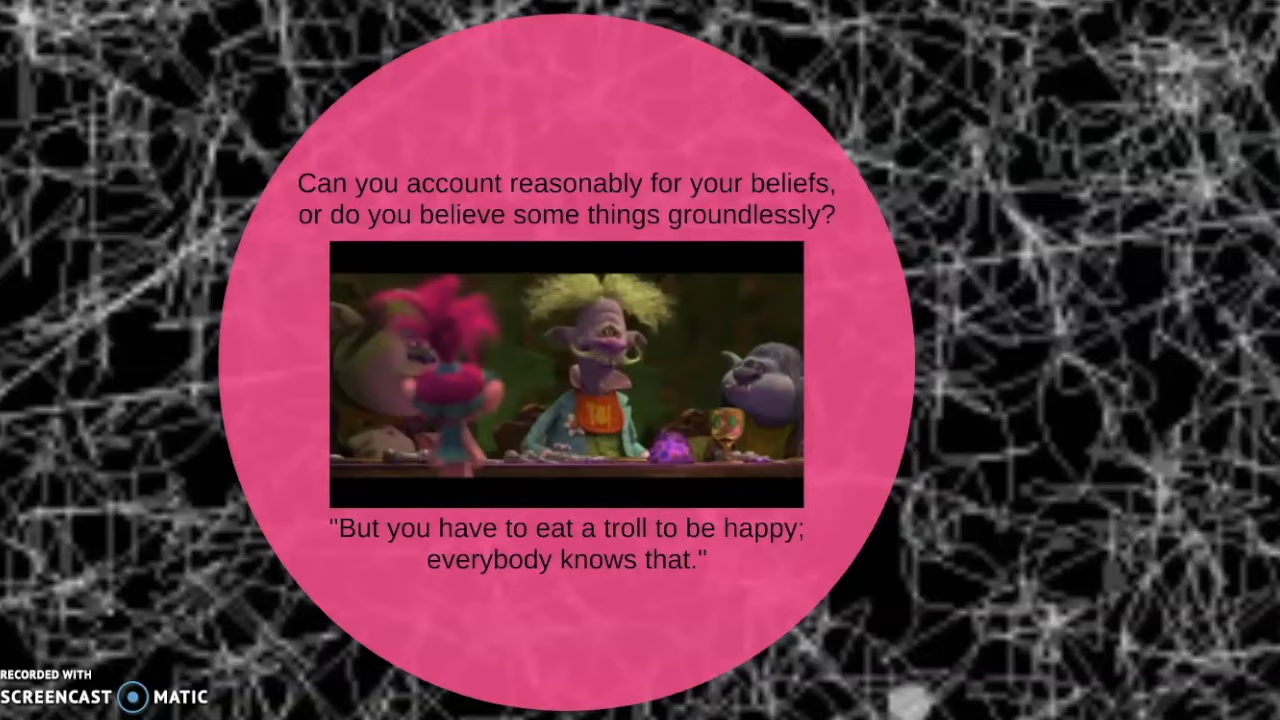 Can you account reasonably for your beliefs,
or do you believe some things groundlessly?
"But you have to eat a troll to be happy;
everybody knows that."
RECORDED WITH
SCREENCAST MATIC